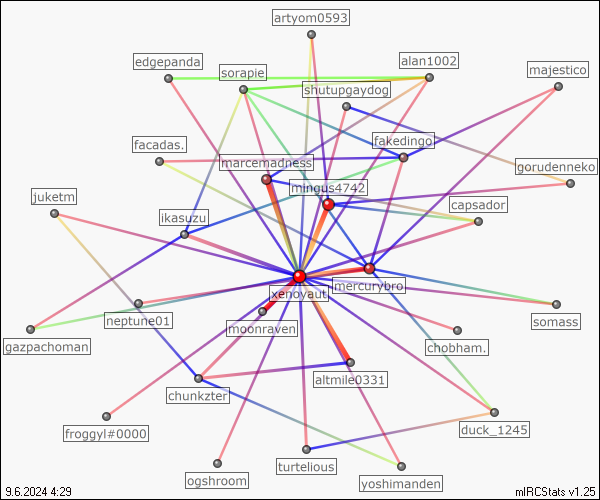 artyom0593
edgepanda
alan1002
sorapie
majestico
shutupgaydog
facadas.
fakedingo
marcemadness
gorudenneko
mingus4742
juketm
capsador
ikasuzu
xenoyaut
mercurybro
neptune01
somass
moonraven
gazpachoman
chobham.
altmile0331
chunkzter
froggyl#0000
duck_1245
turtelious
ogshroom
yoshimanden
9.6.2024 4:29
mIRCStats v1.25